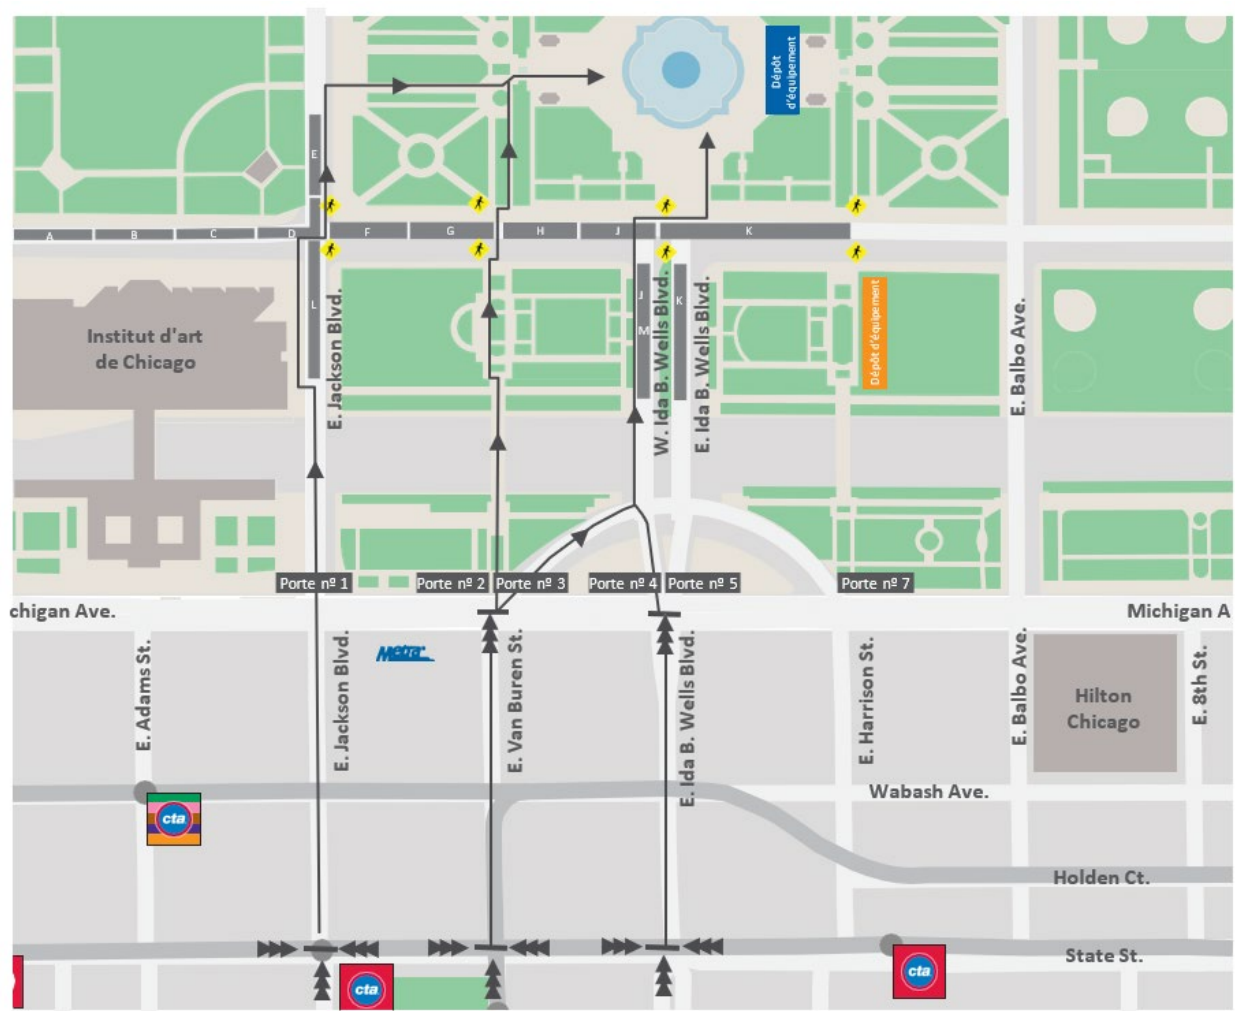 Dépôt
d'équipement
E
A
B
C
D
F
G
H
J
K
L
J
M
K
Institut d'art
de Chicago
E. Jackson Blvd.
W. Ida B. Wells Blvd.
E. Ida B. Wells Blvd.
Dépôt d'équipement
E. Balbo Ave.
Porte nº 1
Porte nº 2
Porte nº 3
Porte nº 4
Porte nº 5
Porte nº 7
chigan Ave.
Michigan A
E. Adams St.
E. Jackson Blvd.
Metra
E. Van Buren St.
E. Ida B. Wells Blvd.
E. Harrison St.
E. Balbo Ave.
Hilton
Chicago
E. 8th St.
Wabash Ave.
cta
Holden Ct.
State St.
cta
cta